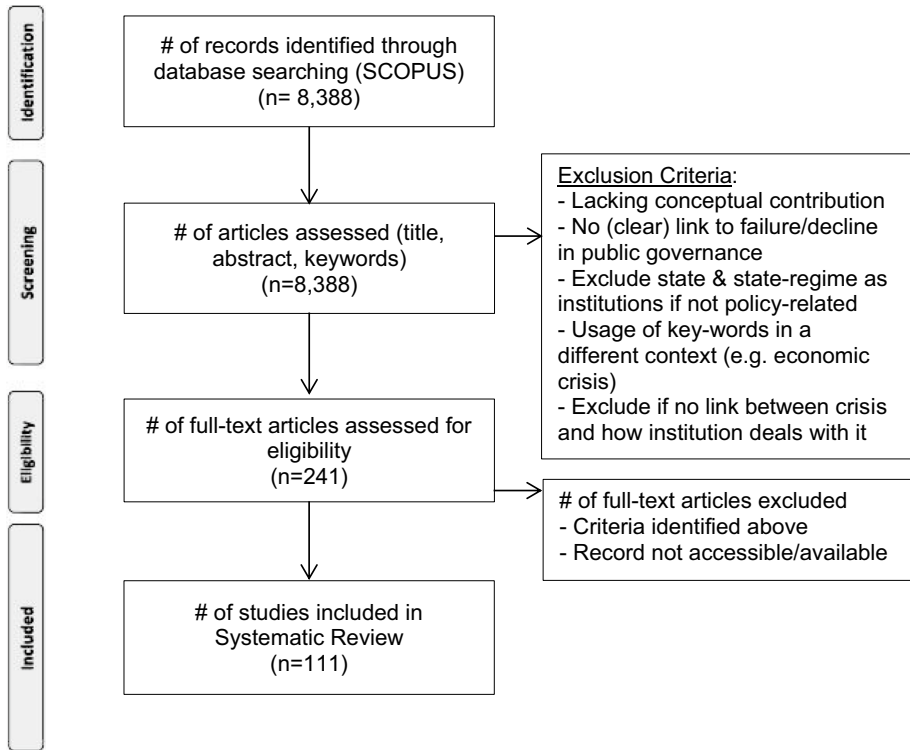 Identification
# of records identified through
database searching (SCOPUS)
(n= 8,388)
Screening
# of articles assessed (title,
abstract, keywords)
(n=8,388)
Exclusion Criteria:
- Lacking conceptual contribution
- No (clear) link to failure/decline
in public governance
- Exclude state & state-regime as
institutions if not policy-related
- Usage of key-words in a
different context (e.g. economic
crisis)
- Exclude if no link between crisis
and how institution deals with it
Eligibility
# of full-text articles assessed for
eligibility
(n=241)
# of full-text articles excluded
- Criteria identified above
- Record not accessible/available
Included
# of studies included in
Systematic Review
(n=111)